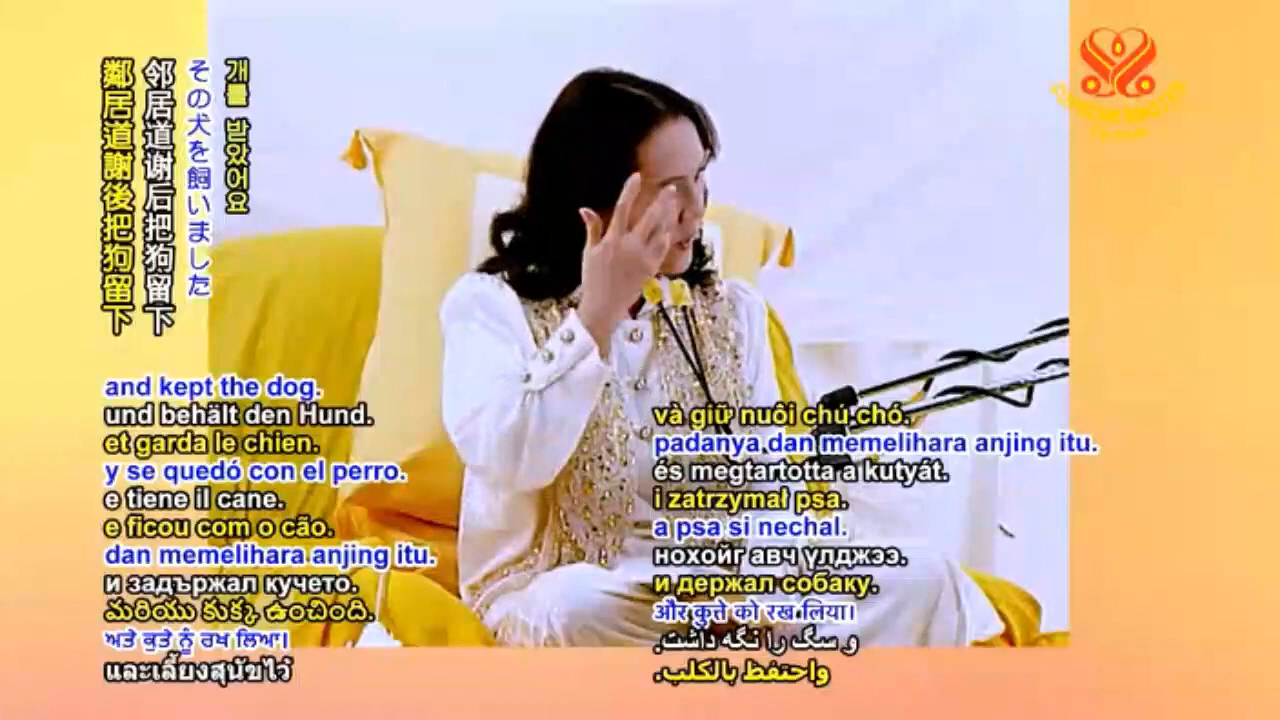 개를 받았어요
その犬を飼いました
邻居道谢后把狗留下
鄰居道謝後把狗留下
and kept the dog.
und behält den Hund.
et garda le chien.
y se quedó con el perro.
e tiene il cane.
e ficou com o cão.
dan memelihara anjing itu.
и задържал кучето.
మరియు కుక్క ఉంచింది.
ਅਤੇ ਕੁਤੇ ਨੂੰ ਰਖ ਲਿਆ।
และเลี้ยงสุนัขไว้
và giữ nuôi chú chó.
padanya dan memelihara anjing itu.
és megtartotta a kutyát.
i zatrzymał psa.
a psa si nechal.
нохойг авч үлджээ.
и держал собаку.
और कुत्ते को रख लिया।
و سگ را نگه داشت.
واحتفظ بالكلب.